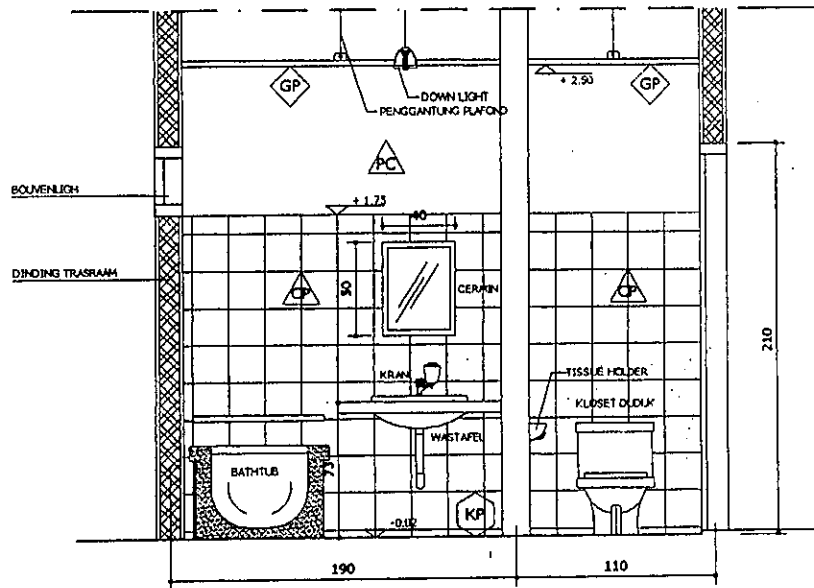 GP
DOWN LIGHT
PENGGANTUNG PLAFOND
+ 2.50
GP
PC
BOUVENLIGH
+ 1.75
40
DINDING TRASRAAM
CP
50
CERMIN
CP
210
KRAN
TISSUE HOLDER
KLOSET DUDUK
WASTAFEL
BATHTUB
75
KP
-0.02
190
110